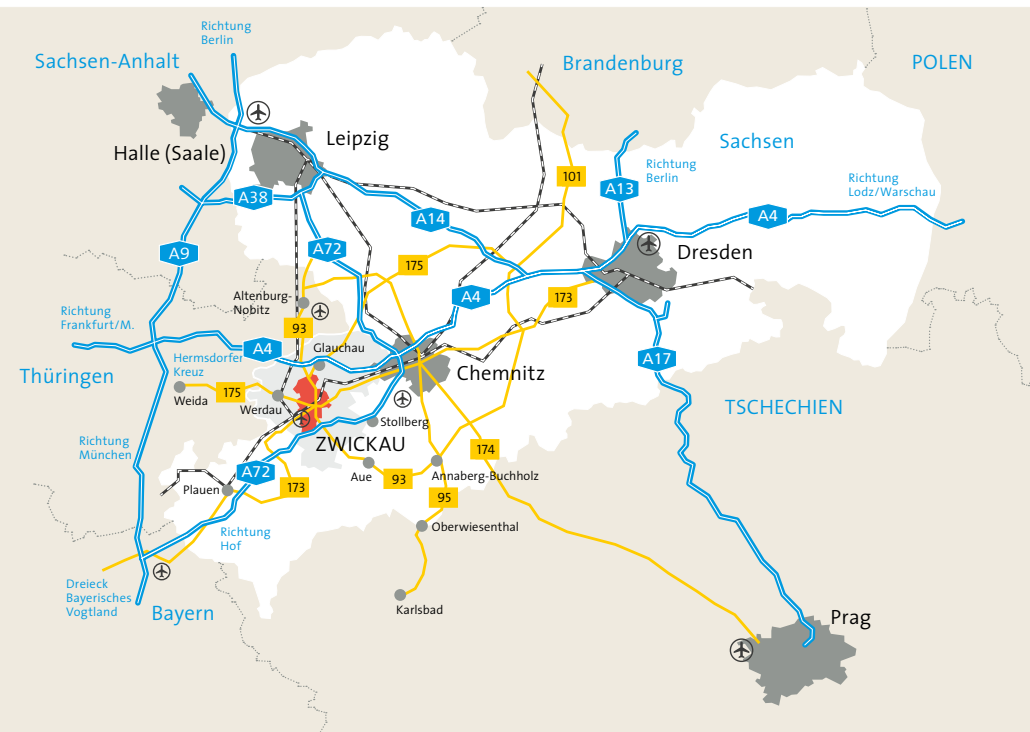 Richtung
Berlin
Sachsen-Anhalt
Brandenburg
POLEN
Leipzig
Sachsen
Halle (Saale)
101
Richtung
Berlin
Richtung
Lodz/Warschau
A13
A38
A14
A4
A72
A9
Dresden
175
A4
173
Altenburg-
Nobitz
Richtung
Frankfurt/M.
93
A4
Glauchau
Hermsdorfer
Kreuz
A17
Thüringen
Chemnitz
175
Weida
Werdau
TSCHECHIEN
Stollberg
ZWICKAU
Richtung
München
174
A72
Aue
93
Annaberg-Buchholz
Plauen
173
95
Oberwiesenthal
Richtung
Hof
Dreieck
Bayerisches
Vogtland
Bayern
Karlsbad
Prag